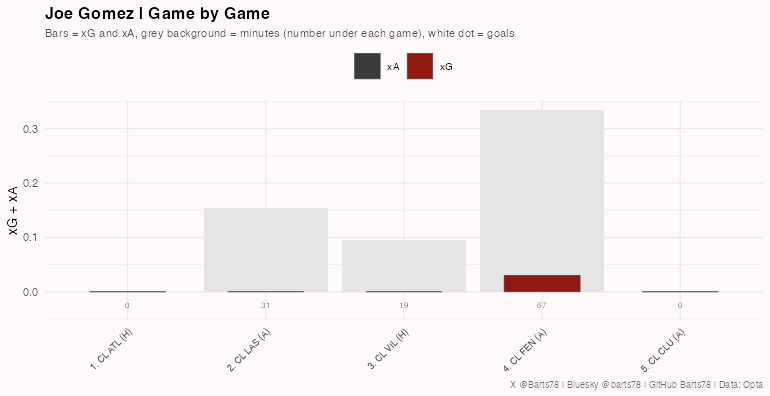 Joe Gomez | Game by Game
Bars = xG and xA, grey background = minutes (number under each game), white dot = goals
xA xG
xG + xA
0.3
0.2
0.1
0.0
0 31 19 67 0
1. CL ATL (H) 2. CL LAS (A) 3. CL VIL (H) 4. CL FEN (A) 5. CL CLU (A)
X @Barts78 | Bluesky @barts78 | GitHub Barts78 | Data: Opta